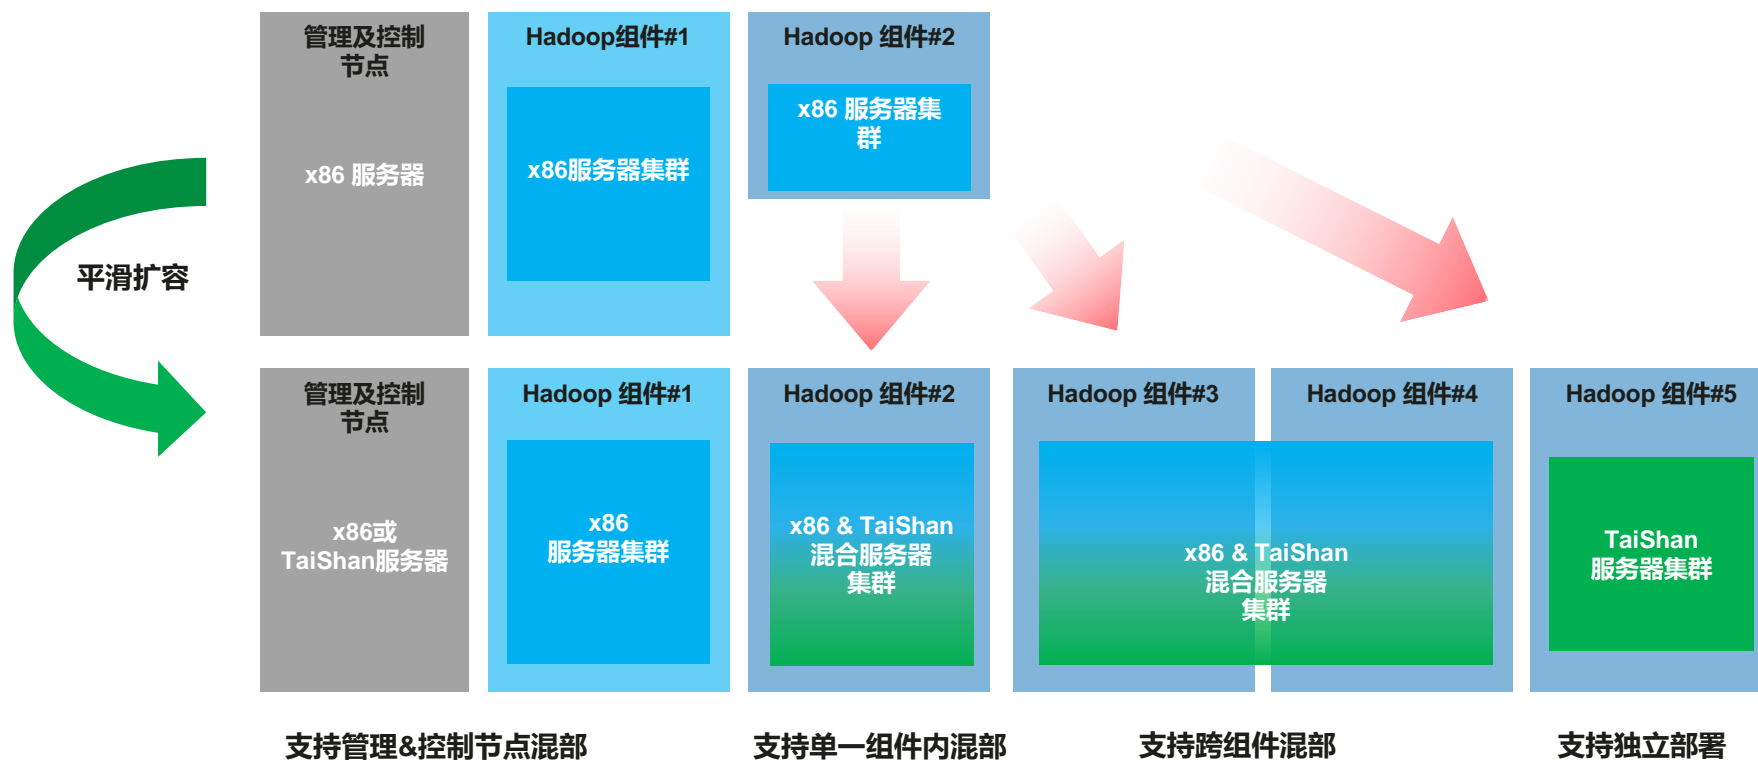 管理及控制
节点
x86 服务器
Hadoop组件#1
x86服务器集群
Hadoop 组件#2
x86 服务器集
群
平滑扩容
管理及控制
节点
x86或
TaiShan服务器
Hadoop 组件#1
x86
服务器集群
Hadoop 组件#2
x86 & TaiShan
混合服务器
集群
Hadoop 组件#3
Hadoop 组件#4
x86 & TaiShan
混合服务器
集群
Hadoop 组件#5
TaiShan
服务器集群
支持管理&控制节点混部
支持单一组件内混部
支持跨组件混部
支持独立部署